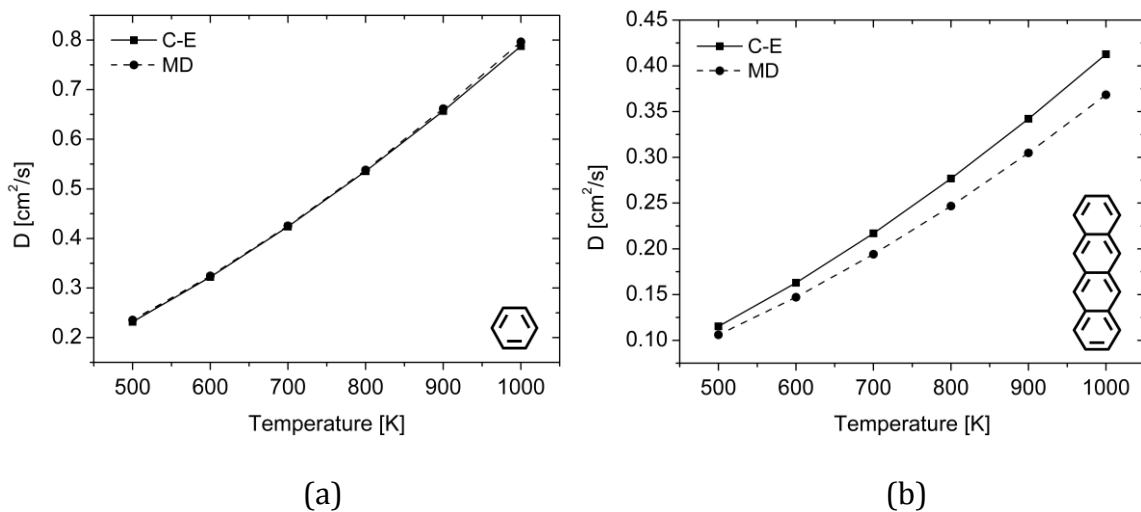 C-E
MD
0.8
0.7
0.6
0.5
0.4
0.3
0.2
D [cm²/s]
500 600 700 800 900 1000
Temperature [K]
(a)
C-E
MD
0.45
0.40
0.35
0.30
0.25
0.20
0.15
0.10
D [cm²/s]
500 600 700 800 900 1000
Temperature [K]
(b)